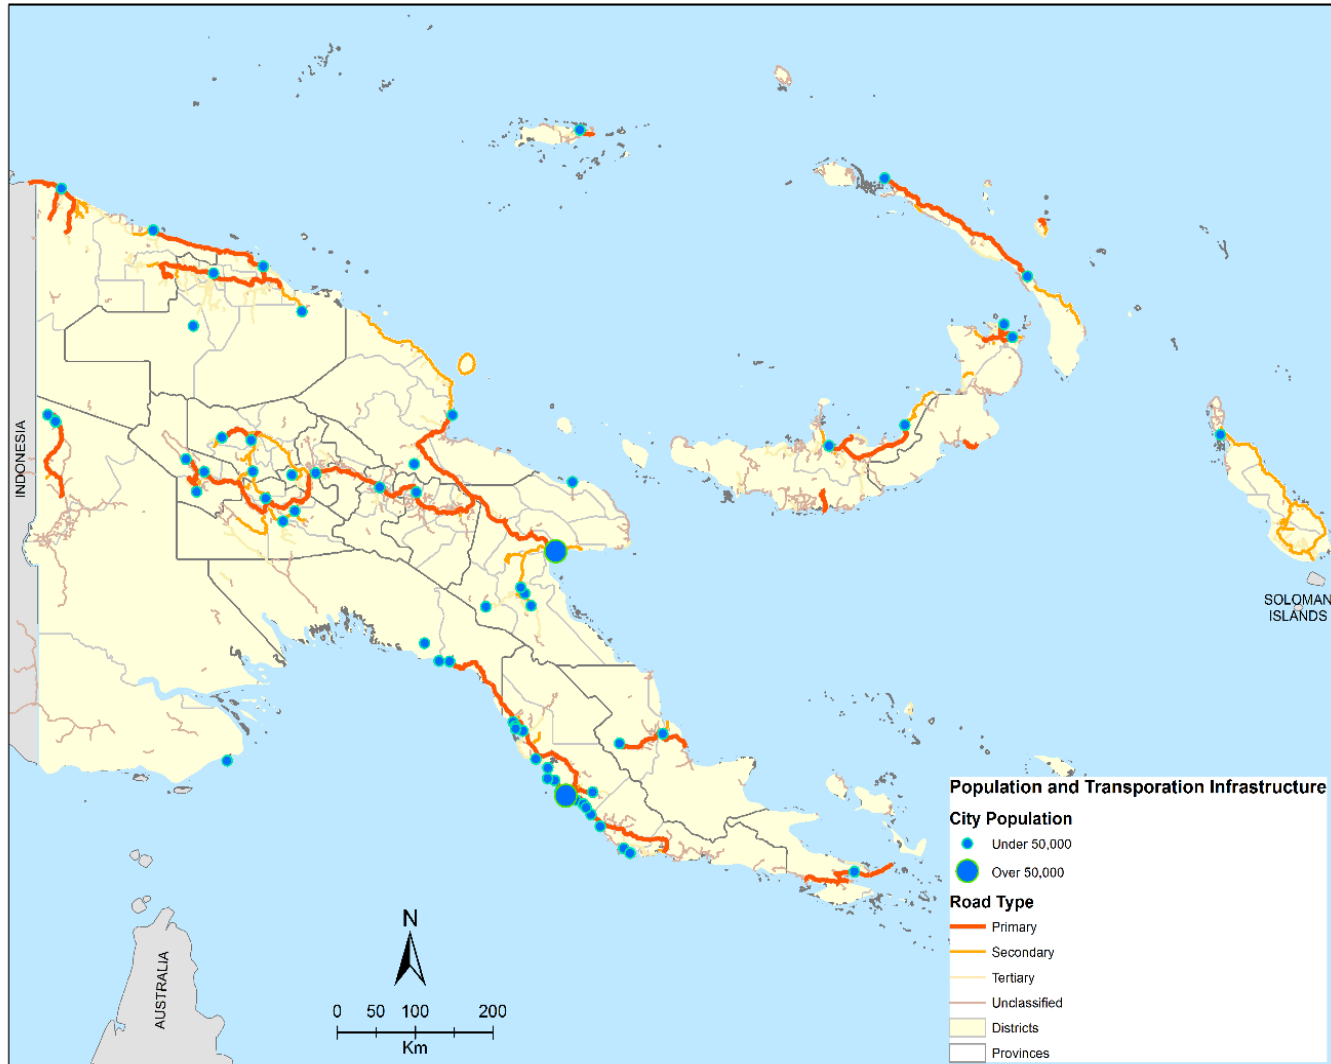 INDONESIA
SOLOMAN
ISLANDS
Population and Transporation Infrastructure
City Population
Under 50,000
Over 50,000
Road Type
Primary
Secondary
Tertiary
Unclassified
Districts
Provinces
N
0 50 100 200
Km
AUSTRALIA